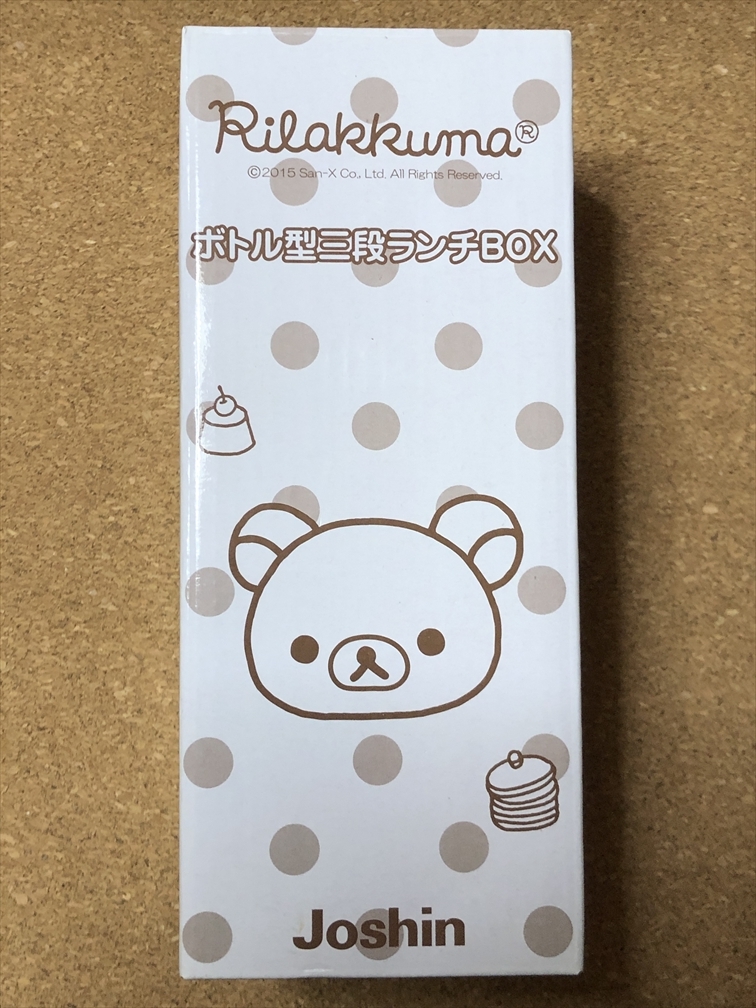 Rilakkuma®
©2015 San-X Co., Ltd. All Rights Reserved.
ボトル型三段ランチBOX
Joshin